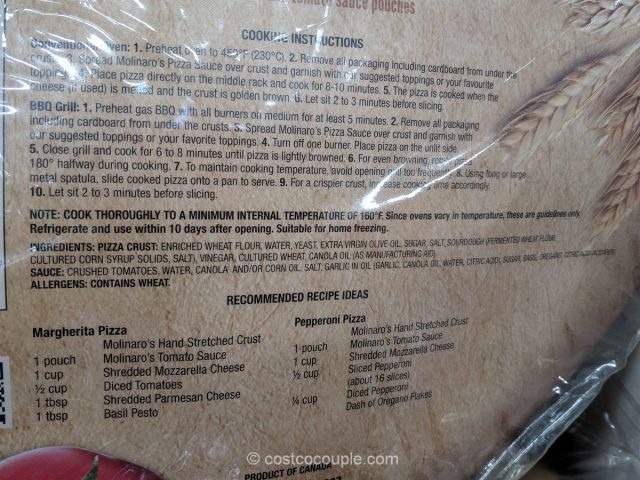 tomato sauce pouches
COOKING INSTRUCTIONS
Conventional Oven: 1. Preheat oven to 450°F (230°C). 2. Remove all packaging including cardboard from under the
crust. 3. Spread Molinaro's Pizza Sauce over crust and garnish with our suggested toppings or your favourite
toppings. 4. Place pizza directly on the middle rack and cook for 8-10 minutes. 5. The pizza is cooked when the
cheese (if used) is melted and the crust is golden brown. 6. Let sit 2 to 3 minutes before slicing.
BBQ Grill: 1. Preheat gas BBQ with all burners on medium for at least 5 minutes. 2. Remove all packaging
including cardboard from under the crusts. 3. Spread Molinaro's Pizza Sauce over crust and garnish with
our suggested toppings or your favorite toppings. 4. Turn off one burner. Place pizza on the unlit side.
5. Close grill and cook for 6 to 8 minutes until pizza is lightly browned. 6. For even browning, rotate pizza
180° halfway during cooking. 7. To maintain cooking temperature, avoid opening grill too frequently. 8. Using tong or large
metal spatula, slide cooked pizza onto a pan to serve. 9. For a crispier crust, increase cooking time accordingly.
10. Let sit 2 to 3 minutes before slicing.
NOTE: COOK THOROUGHLY TO A MINIMUM INTERNAL TEMPERATURE OF 160°F. Since ovens vary in temperature, these are guidelines only.
Refrigerate and use within 10 days after opening. Suitable for home freezing.
INGREDIENTS: PIZZA CRUST: ENRICHED WHEAT FLOUR, WATER, YEAST, EXTRA VIRGIN OLIVE OIL, SUGAR, SALT, SOURDOUGH (FERMENTED WHEAT FLOUR,
CULTURED CORN SYRUP SOLIDS, SALT), VINEGAR, CULTURED WHEAT, CANOLA OIL (AS MANUFACTURING AID).
SAUCE: CRUSHED TOMATOES, WATER, CANOLA AND/OR CORN OIL, SALT, GARLIC IN OIL (GARLIC, CANOLA OIL, WATER, CITRIC ACID), SUGAR, BASIL, OREGANO, CITRIC ACID (ACIDIFIER).
ALLERGENS: CONTAINS WHEAT.
RECOMMENDED RECIPE IDEAS
Margherita Pizza
Molinaro's Hand Stretched Crust
1 pouch Molinaro's Tomato Sauce
1 cup Shredded Mozzarella Cheese
½ cup Diced Tomatoes
1 tbsp Shredded Parmesan Cheese
1 tbsp Basil Pesto
Pepperoni Pizza
Molinaro's Hand Stretched Crust
1 pouch Molinaro's Tomato Sauce
1 cup Shredded Mozzarella Cheese
½ cup Sliced Pepperoni
(about 16 slices)
¼ cup Diced Pepperoni
Dash of Oregano Flakes
PRODUCT OF CANADA
© costcocouple.com